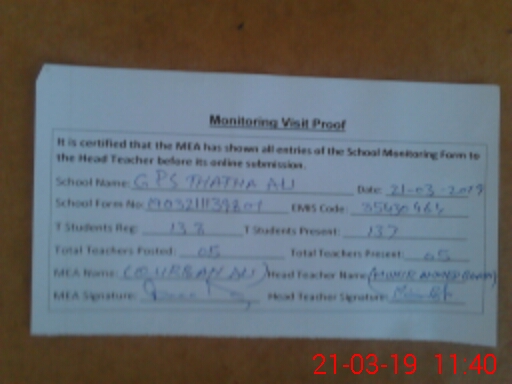 Monitoring Visit Proof
It is certified that the MEA has shown all entries of the School Monitoring Form to
the Head Teacher before its online submission.
School Name: GPS THATHA ALI Date: 21-03-2019
School Form No: EMIS Code:
T Students Reg: 138 T Students Present: 137
Total Teachers Posted: 05 Total Teachers Present: 05
MEA Name: Head Teacher Name
MEA Signature: Head Teacher Signature:
21-03-19 11:40